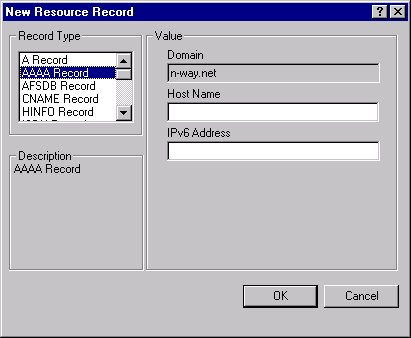 New Resource Record
Record Type
A Record
AAAA Record
AFSDB Record
CNAME Record
HINFO Record
Description
AAAA Record
Value
Domain
n-way.net
Host Name
IPv6 Address
OK
Cancel